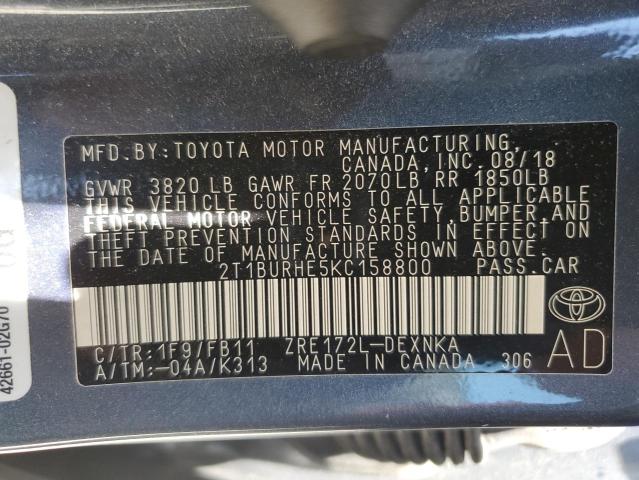 MFD.BY:TOYOTA MOTOR MANUFACTURING,
CANADA, INC. 08/18
GVWR 3820 LB GAWR FR 2070LB, RR 1850LB
THIS VEHICLE CONFORMS TO ALL APPLICABLE
FEDERAL MOTOR VEHICLE SAFETY, BUMPER, AND
THEFT PREVENTION STANDARDS IN EFFECT ON
THE DATE OF MANUFACTURE SHOWN ABOVE.
2T1BURHE5KC158800 PASS.CAR
C/TR:1F9/FB11 ZRE172L-DEXNKA
A/TM:-04A/K313 MADE IN CANADA 306
AD
42661-02G70